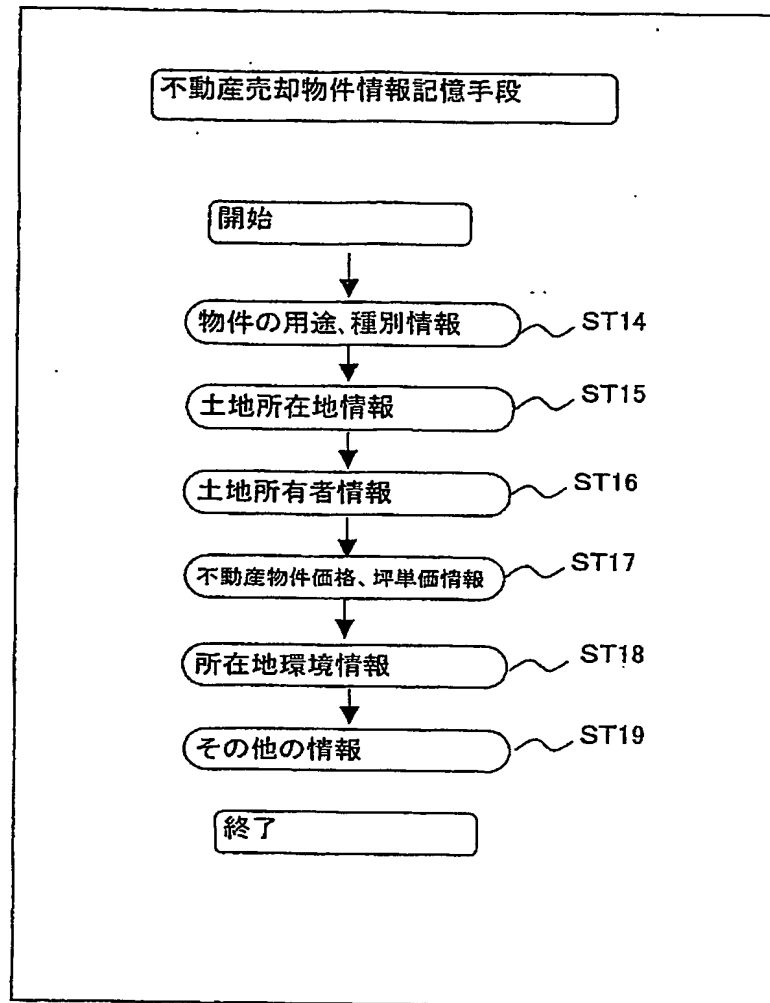 不動産売却物件情報記憶手段
開始
物件の用途、種別情報
ST14
土地所在地情報
ST15
土地所有者情報
ST16
不動産物件価格、坪単価情報
ST17
所在地環境情報
ST18
その他の情報
ST19
終了